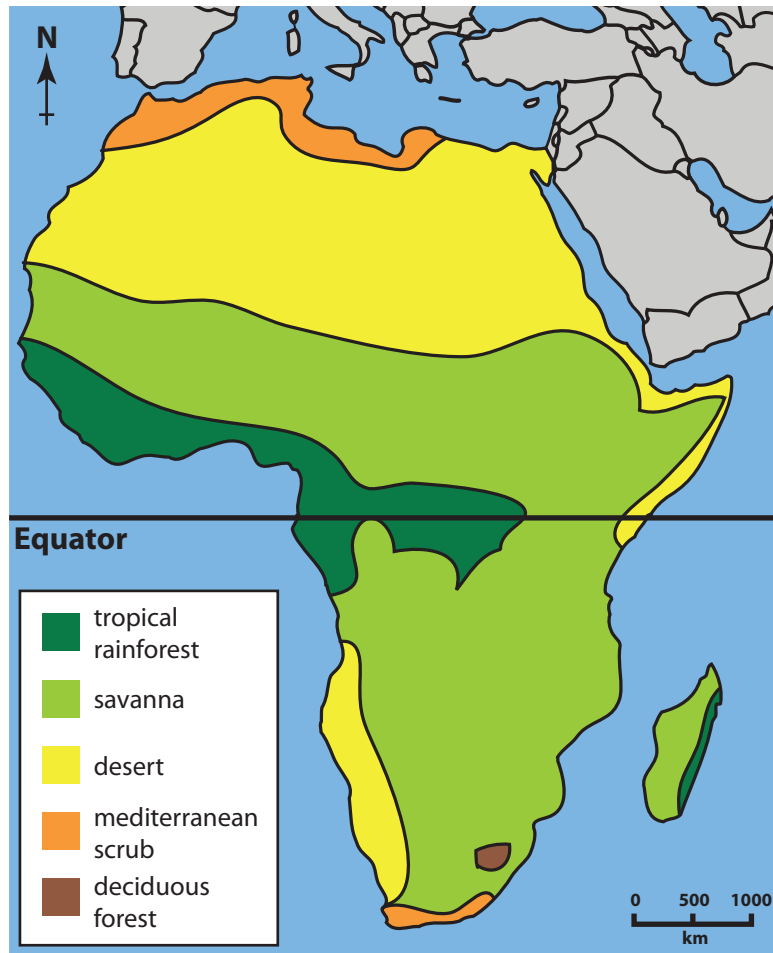 N
Equator
tropical
rainforest
savanna
desert
mediterranean
scrub
deciduous
forest
0 500 1000
km